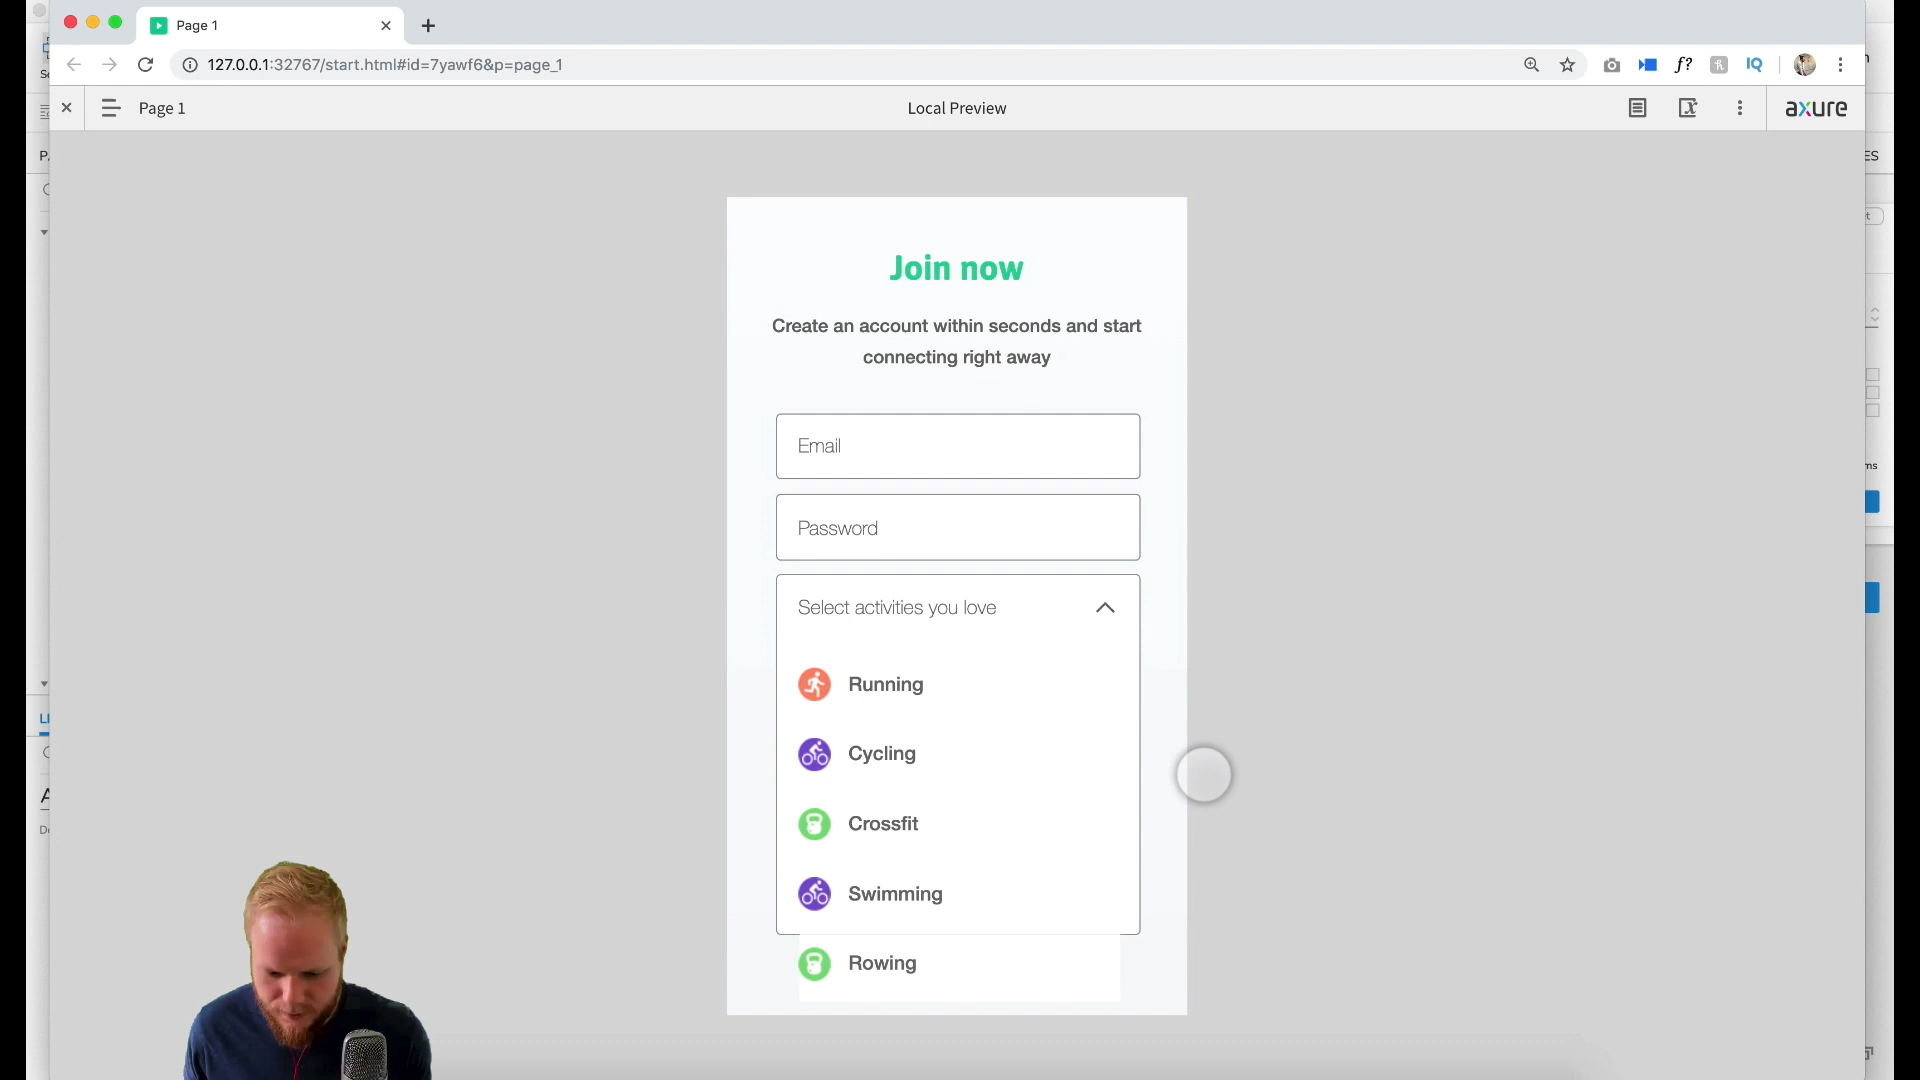 Page 1
127.0.0.1:32767/start.html#id=7yawf6&p=page_1
f?
IQ
Page 1
Local Preview
axure
Join now
Create an account within seconds and start
connecting right away
Email
Password
Select activities you love
Running
Cycling
Crossfit
Swimming
Rowing